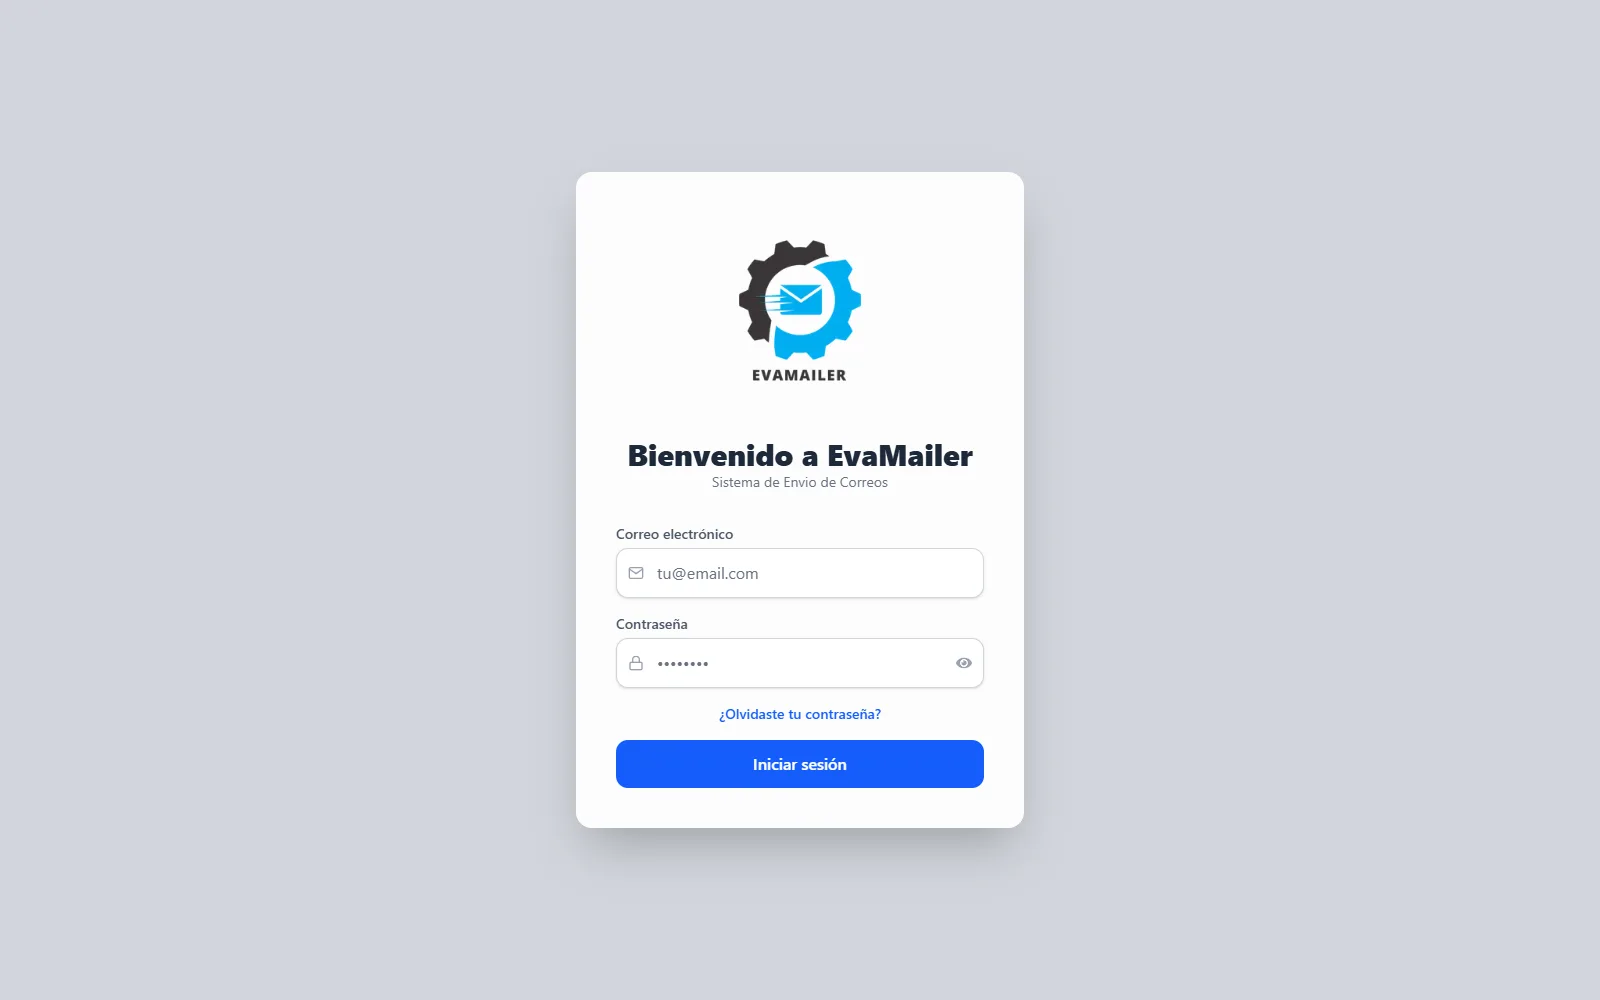 EVAMAILER
Bienvenido a EvaMailer
Sistema de Envio de Correos
Correo electrónico
tu@email.com
Contraseña
••••••••
¿Olvidaste tu contraseña?
Iniciar sesión